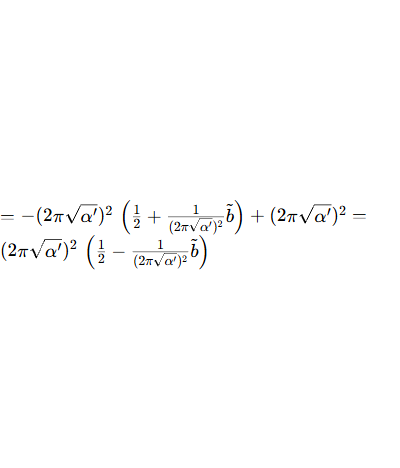 = −(2π√α′)² (1/2 + 1/(2π√α′)² b̃) + (2π√α′)² =
(2π√α′)² (1/2 − 1/(2π√α′)² b̃)